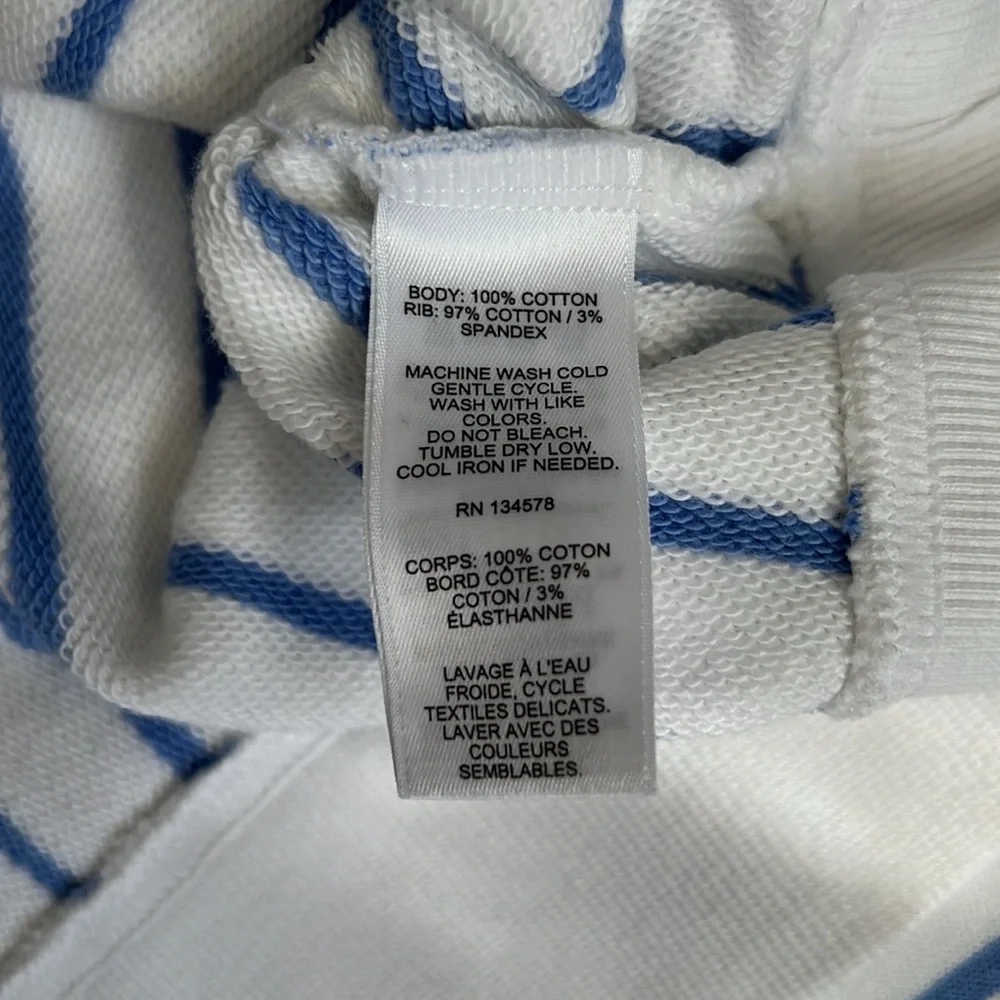 BODY: 100% COTTON
RIB: 97% COTTON / 3%
SPANDEX
MACHINE WASH COLD
GENTLE CYCLE.
WASH WITH LIKE
COLORS.
DO NOT BLEACH.
TUMBLE DRY LOW.
COOL IRON IF NEEDED.
RN 134578
CORPS: 100% COTON
BORD CÔTE: 97%
COTON / 3%
ÉLASTHANNE
LAVAGE À L'EAU
FROIDE, CYCLE
TEXTILES DELICATS.
LAVER AVEC DES
COULEURS
SEMBLABLES.